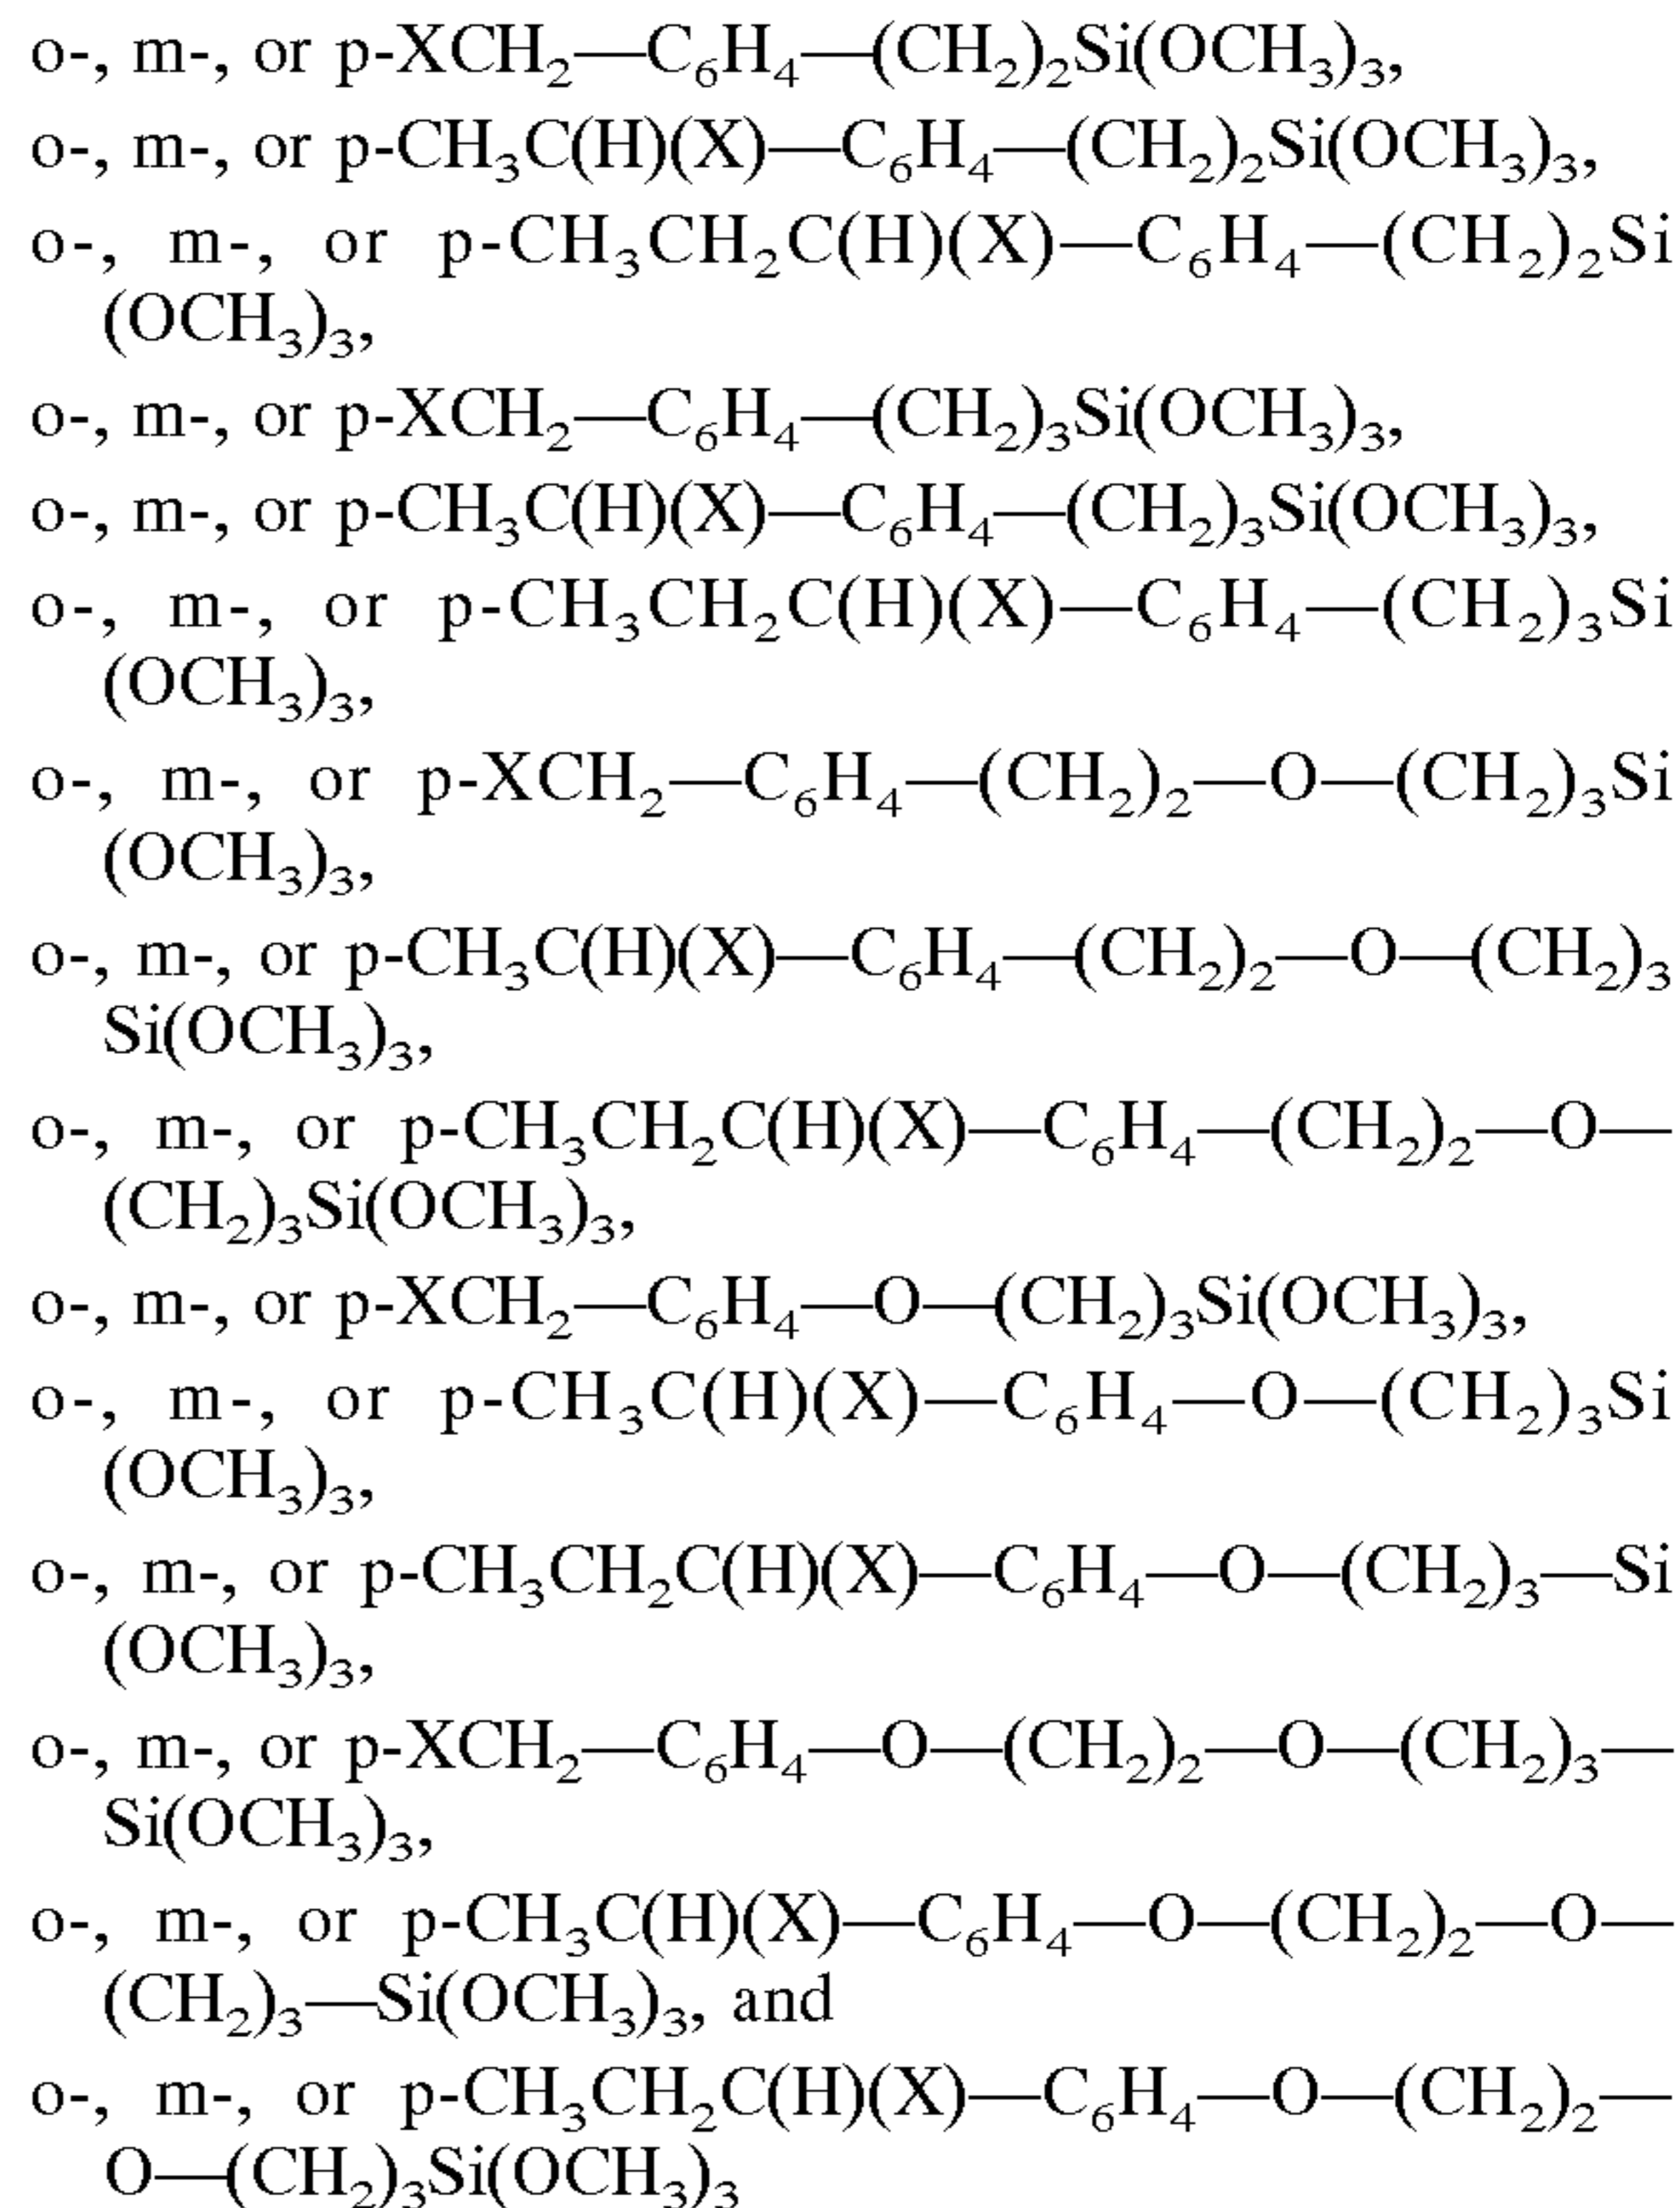 o-, m-, or p-XCH₂—C₆H₄—(CH₂)₂Si(OCH₃)₃,
o-, m-, or p-CH₃C(H)(X)—C₆H₄—(CH₂)₂Si(OCH₃)₃,
o-, m-, or p-CH₃CH₂C(H)(X)—C₆H₄—(CH₂)₂Si
(OCH₃)₃,
o-, m-, or p-XCH₂—C₆H₄—(CH₂)₃Si(OCH₃)₃,
o-, m-, or p-CH₃C(H)(X)—C₆H₄—(CH₂)₃Si(OCH₃)₃,
o-, m-, or p-CH₃CH₂C(H)(X)—C₆H₄—(CH₂)₃Si
(OCH₃)₃,
o-, m-, or p-XCH₂—C₆H₄—(CH₂)₂—O—(CH₂)₃Si
(OCH₃)₃,
o-, m-, or p-CH₃C(H)(X)—C₆H₄—(CH₂)₂—O—(CH₂)₃
Si(OCH₃)₃,
o-, m-, or p-CH₃CH₂C(H)(X)—C₆H₄—(CH₂)₂—O—
(CH₂)₃Si(OCH₃)₃,
o-, m-, or p-XCH₂—C₆H₄—O—(CH₂)₃Si(OCH₃)₃,
o-, m-, or p-CH₃C(H)(X)—C₆H₄—O—(CH₂)₃Si
(OCH₃)₃,
o-, m-, or p-CH₃CH₂C(H)(X)—C₆H₄—O—(CH₂)₃—Si
(OCH₃)₃,
o-, m-, or p-XCH₂—C₆H₄—O—(CH₂)₂—O—(CH₂)₃—
Si(OCH₃)₃,
o-, m-, or p-CH₃C(H)(X)—C₆H₄—O—(CH₂)₂—O—
(CH₂)₃—Si(OCH₃)₃, and
o-, m-, or p-CH₃CH₂C(H)(X)—C₆H₄—O—(CH₂)₂—
O—(CH₂)₃Si(OCH₃)₃